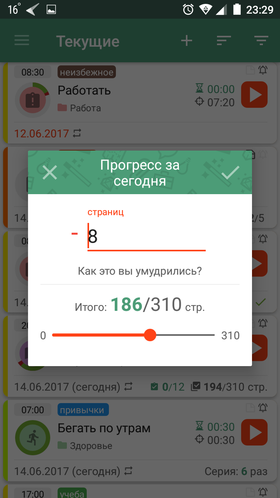 16°
23:29
Текущие
08:30 неизбежное
Работать
00:00
07:20
Работа
12.06.2017
Прогресс за
сегодня
страниц
- 8
Как это вы умудрились?
Итого: 186/310 стр.
0 310
14.06.2017 (сегодня) 0/12 194/310 стр.
07:00 привычки
Бегать по утрам
00:00
00:30
Здоровье
14.06.2017 (сегодня) Серия: 6 раз
17:00 учеба